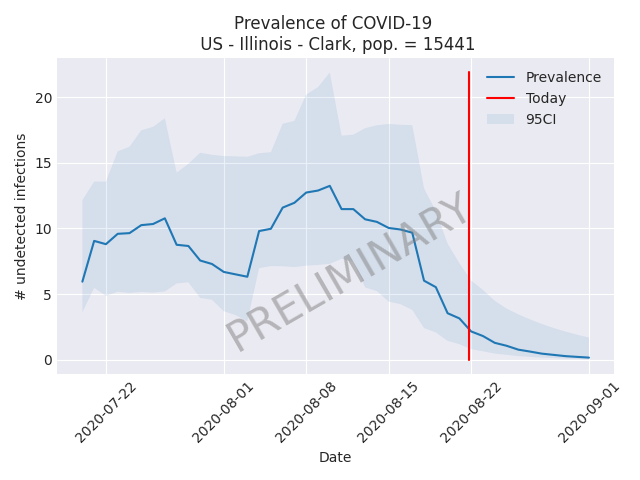 Prevalence of COVID-19
US - Illinois - Clark, pop. = 15441
Prevalence
Today
95CI
# undetected infections
20
15
10
5
0
PRELIMINARY
2020-07-22
2020-08-01
2020-08-08
2020-08-15
2020-08-22
2020-09-01
Date